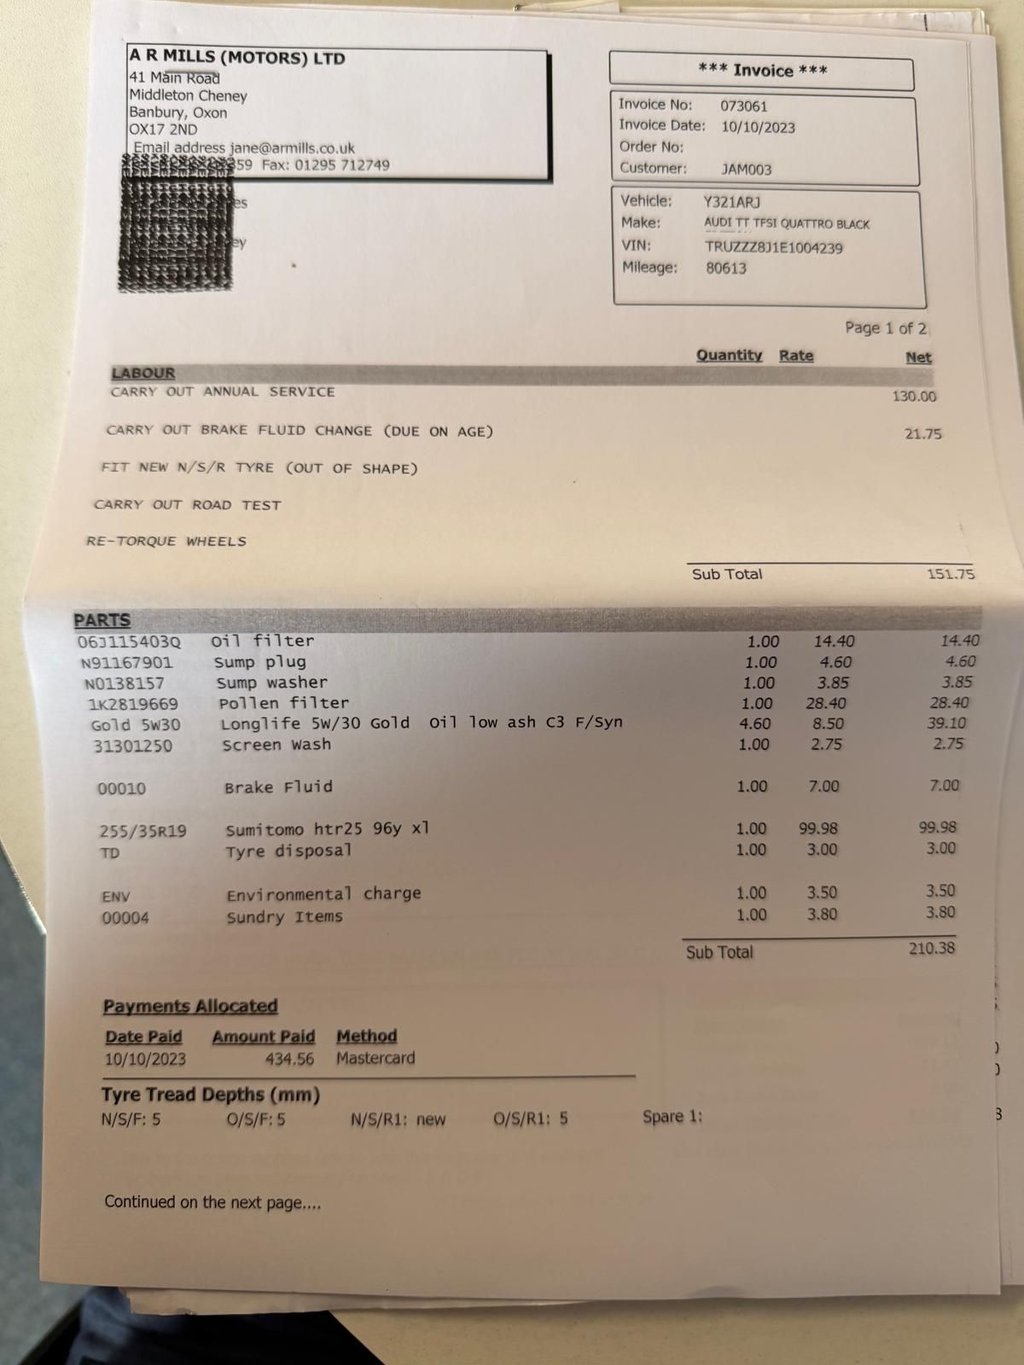 A R MILLS (MOTORS) LTD
41 Main Road
Middleton Cheney
Banbury, Oxon
OX17 2ND
Email address jane@armills.co.uk
59 Fax: 01295 712749
es
ey
*** Invoice ***
Invoice No: 073061
Invoice Date: 10/10/2023
Order No:
Customer: JAM003
Vehicle: Y321ARJ
Make: AUDI TT TFSI QUATTRO BLACK
VIN: TRUZZZ8J1E1004239
Mileage: 80613
Page 1 of 2
Quantity Rate Net
LABOUR
CARRY OUT ANNUAL SERVICE 130.00
CARRY OUT BRAKE FLUID CHANGE (DUE ON AGE) 21.75
FIT NEW N/S/R TYRE (OUT OF SHAPE)
CARRY OUT ROAD TEST
RE-TORQUE WHEELS
Sub Total 151.75
PARTS
06J115403Q Oil filter 1.00 14.40 14.40
N91167901 Sump plug 1.00 4.60 4.60
N0138157 Sump washer 1.00 3.85 3.85
1K2819669 Pollen filter 1.00 28.40 28.40
Gold 5w30 Longlife 5W/30 Gold Oil low ash C3 F/Syn 4.60 8.50 39.10
31301250 Screen Wash 1.00 2.75 2.75
00010 Brake Fluid 1.00 7.00 7.00
255/35R19 Sumitomo htr25 96y xl 1.00 99.98 99.98
TD Tyre disposal 1.00 3.00 3.00
ENV Environmental charge 1.00 3.50 3.50
00004 Sundry Items 1.00 3.80 3.80
Sub Total 210.38
Payments Allocated
Date Paid Amount Paid Method
10/10/2023 434.56 Mastercard
Tyre Tread Depths (mm)
N/S/F: 5 O/S/F: 5 N/S/R1: new O/S/R1: 5 Spare 1:
Continued on the next page....